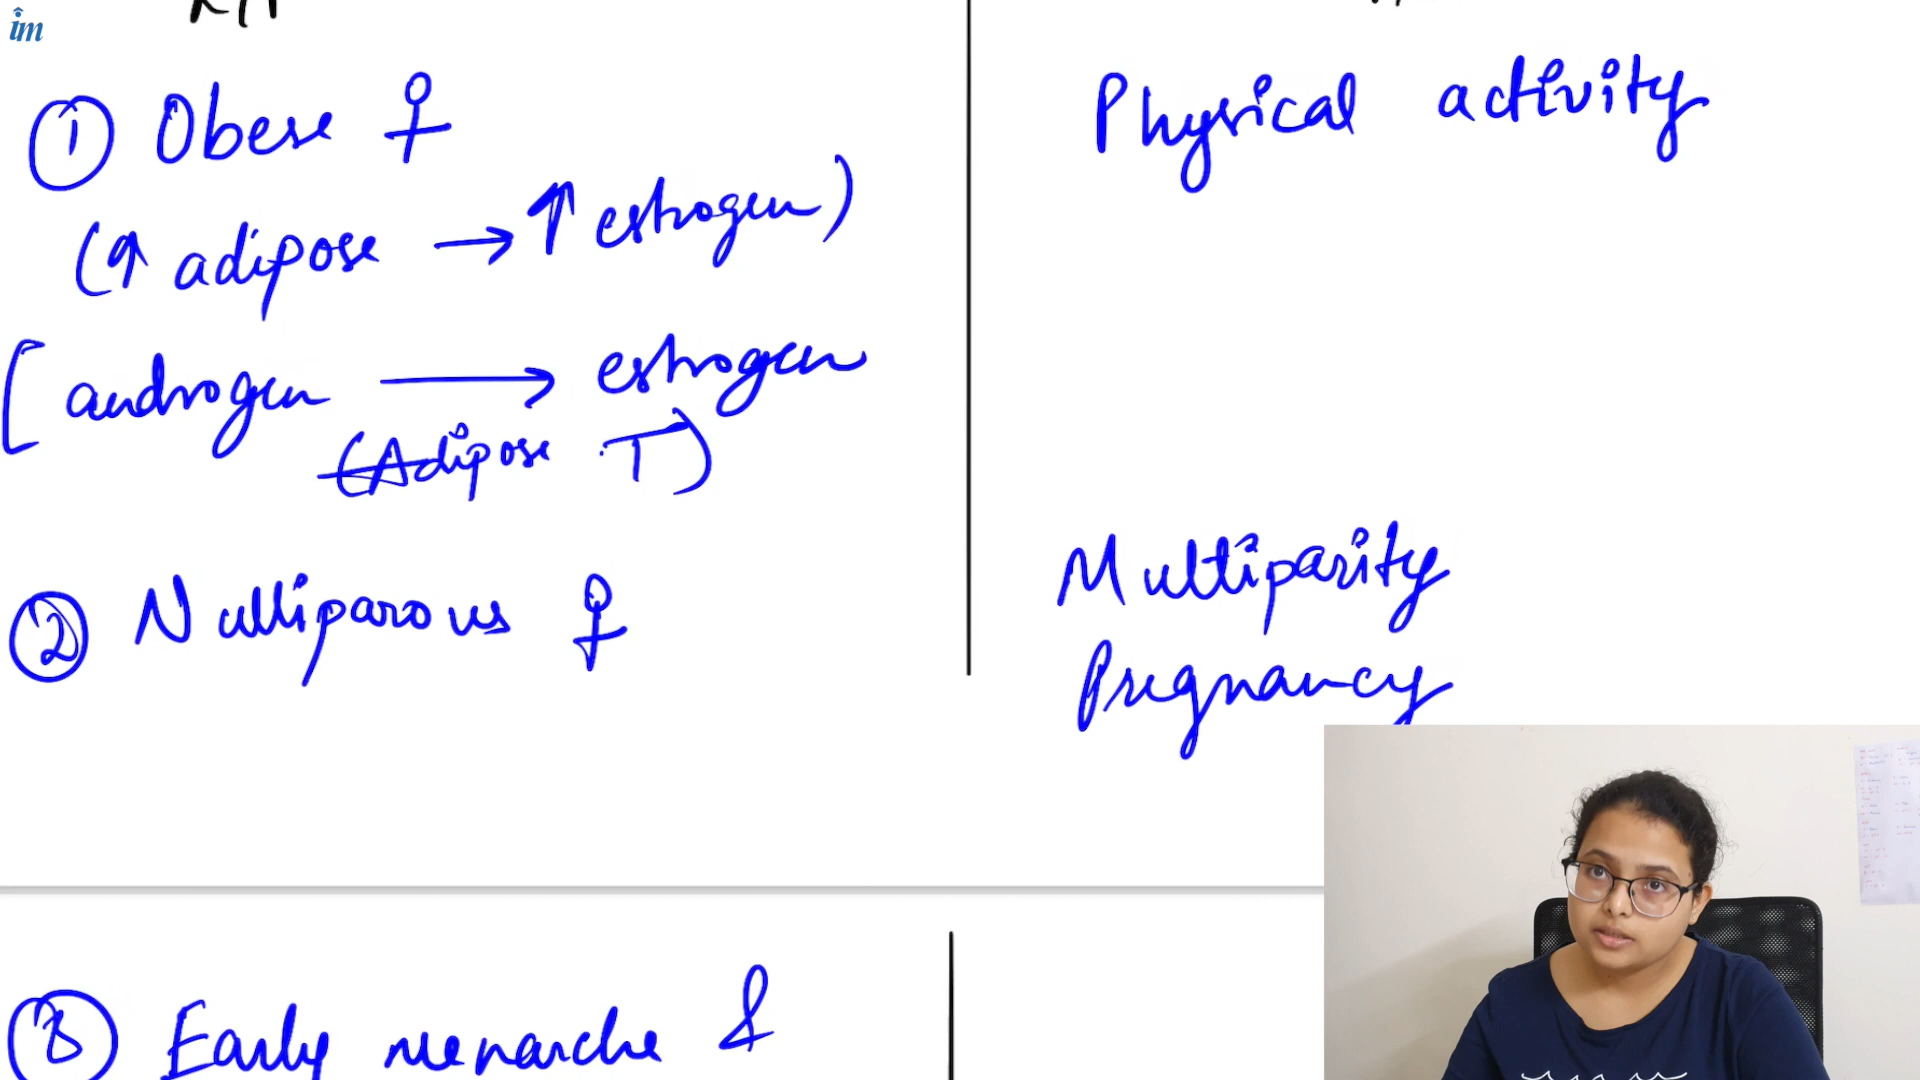 im
① Obese ♀
Physical activity
(↑ adipose → ↑ estrogen)
[ androgen → estrogen
(Adipose T)
② Nulliparous ♀
Multiparity
Pregnancy
③ Early menarche &